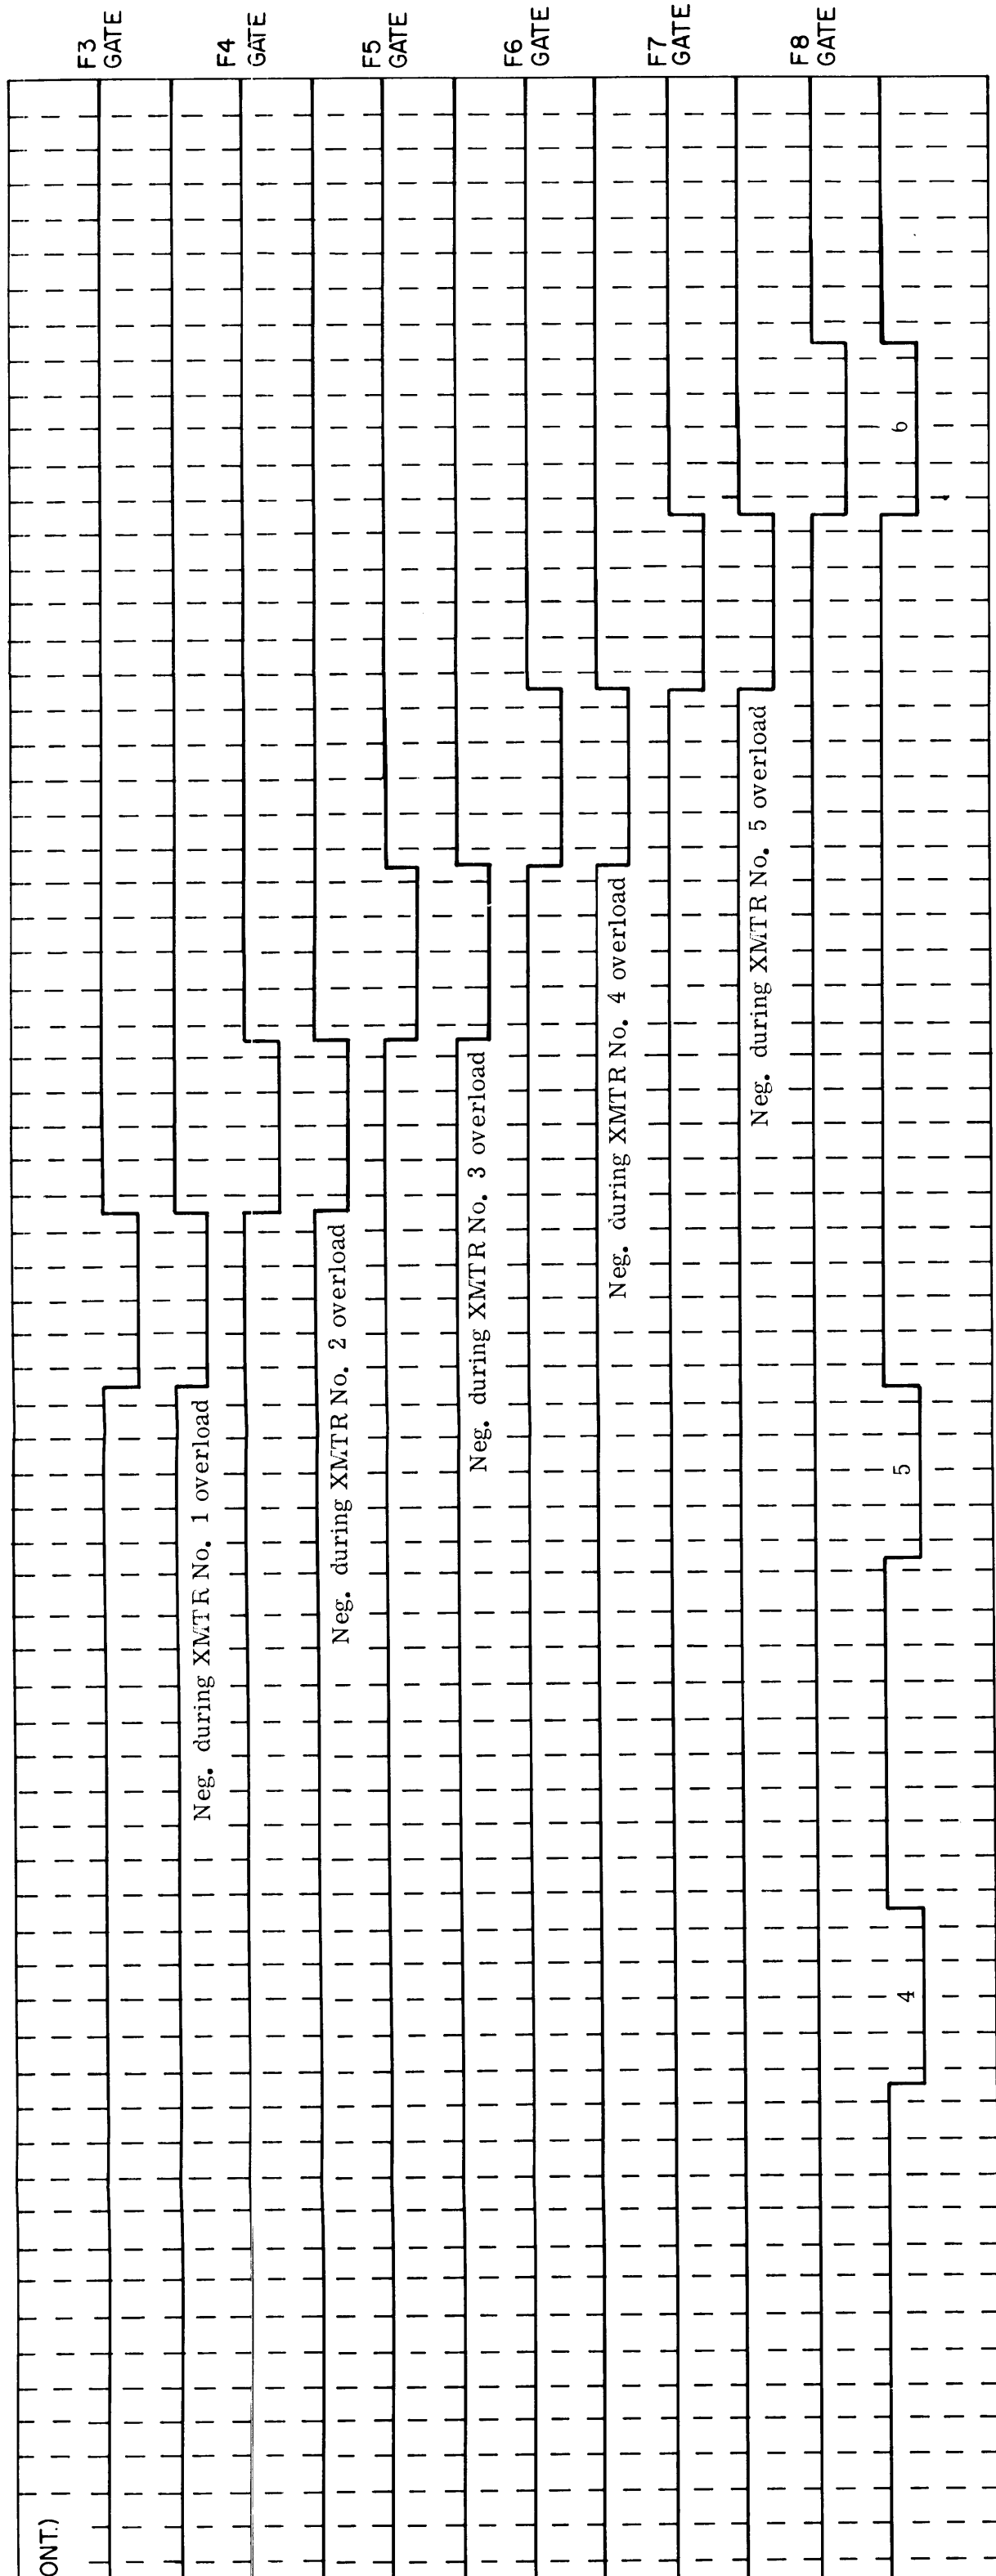 F3
GATE
F4
GATE
F5
GATE
F6
GATE
F7
GATE
F8
GATE
Neg. during XMTR No. 1 overload
Neg. during XMTR No. 2 overload
Neg. during XMTR No. 3 overload
Neg. during XMTR No. 4 overload
Neg. during XMTR No. 5 overload
6
5
4
ONT.)